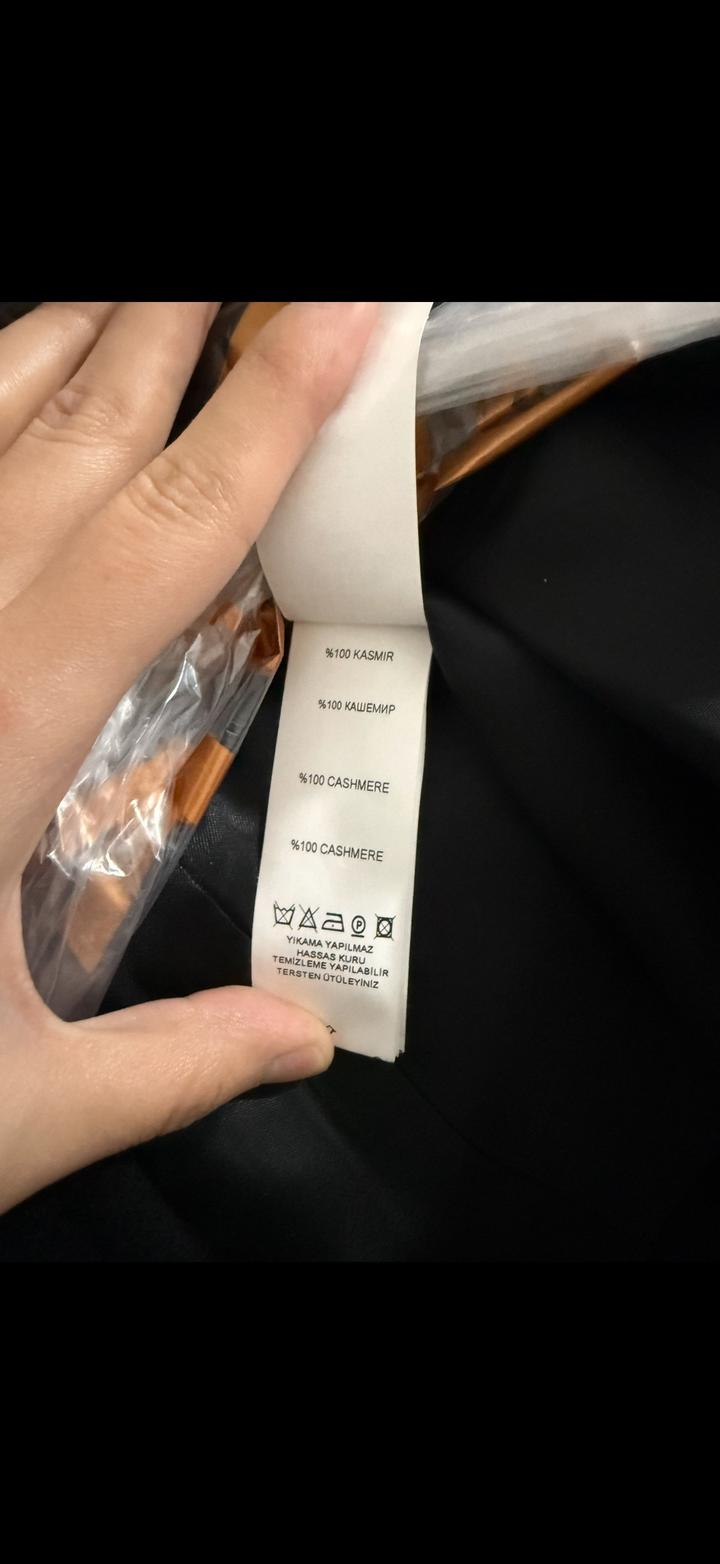 %100 KASMIR
%100 КАШЕМИР
%100 CASHMERE
%100 CASHMERE
P
YIKAMA YAPILMAZ
HASSAS KURU
TEMİZLEME YAPILABİLİR
TERSTEN ÜTÜLEYİNİZ